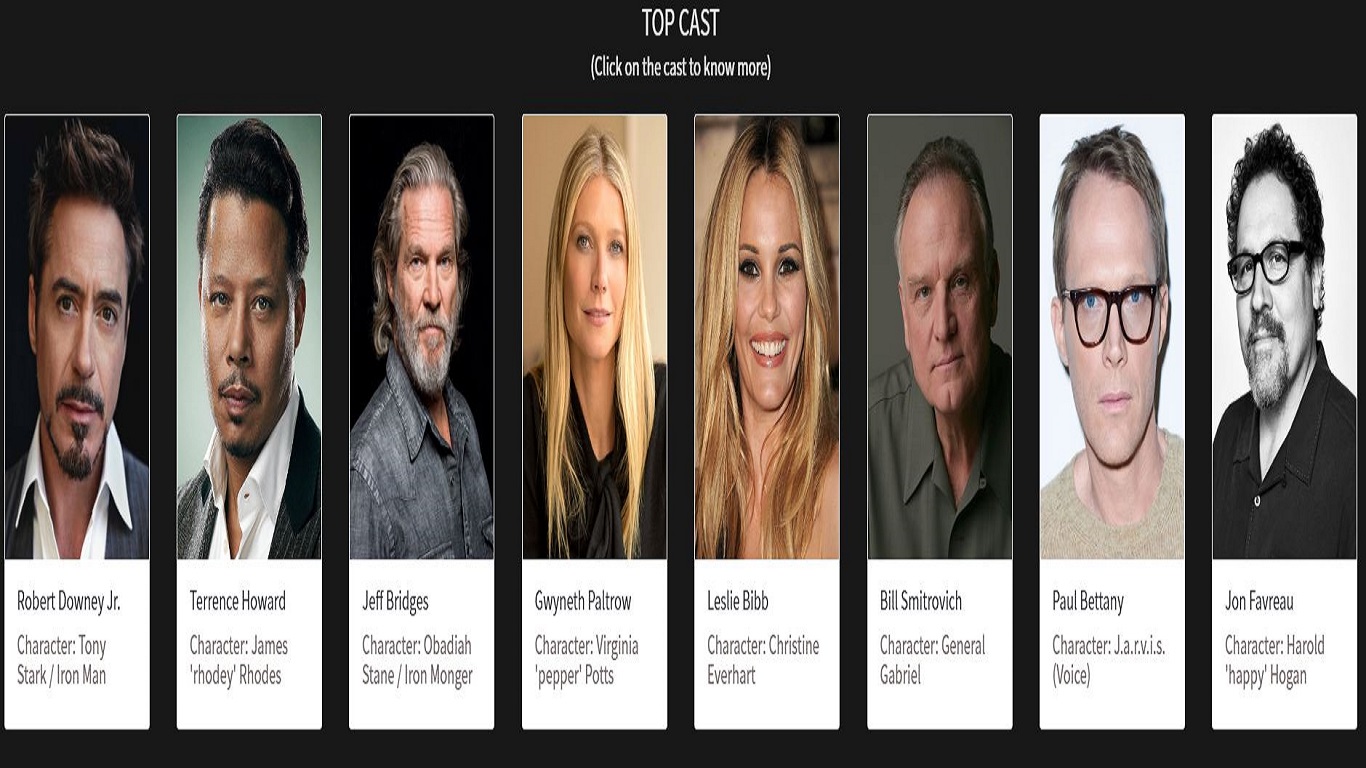 TOP CAST
(Click on the cast to know more)
Robert Downey Jr.
Character: Tony
Stark / Iron Man
Terrence Howard
Character: James
'rhodey' Rhodes
Jeff Bridges
Character: Obadiah
Stane / Iron Monger
Gwyneth Paltrow
Character: Virginia
'pepper' Potts
Leslie Bibb
Character: Christine
Everhart
Bill Smitrovich
Character: General
Gabriel
Paul Bettany
Character: J.a.r.v.i.s.
(Voice)
Jon Favreau
Character: Harold
'happy' Hogan